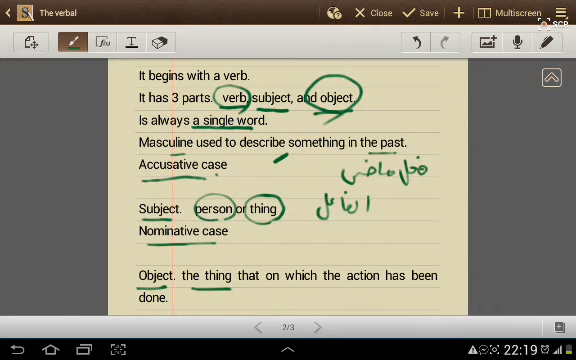 The verbal
Close
Save
Multiscreen
SCR
It begins with a verb.
It has 3 parts. verb, subject, and object.
Is always a single word.
Masculine used to describe something in the past.
Accusative case
فعل ماضي
Subject. person or thing
الفاعل
Nominative case
Object. the thing that on which the action has been
done.
2/3
22:19